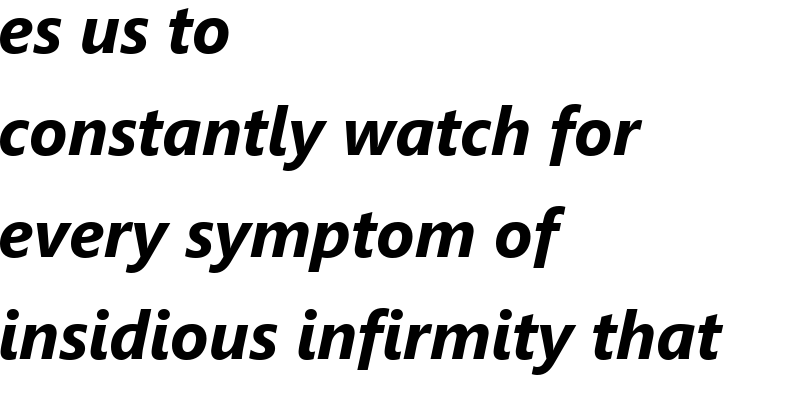 es us to
constantly watch for
every symptom of
insidious infirmity that